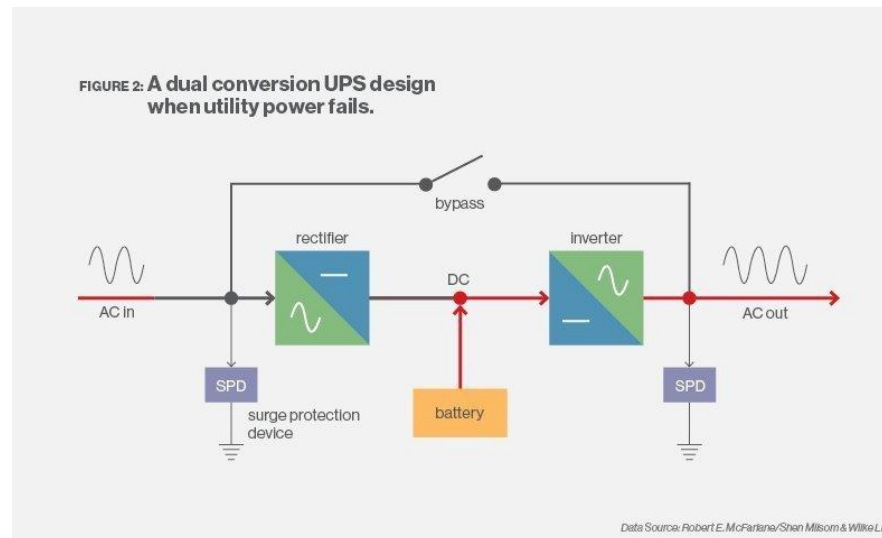 FIGURE 2: A dual conversion UPS design
when utility power fails.
bypass
rectifier
inverter
DC
AC in
AC out
SPD
SPD
surge protection
device
battery
Data Source: Robert E. McFarlane/Shen Milsom & Wilke